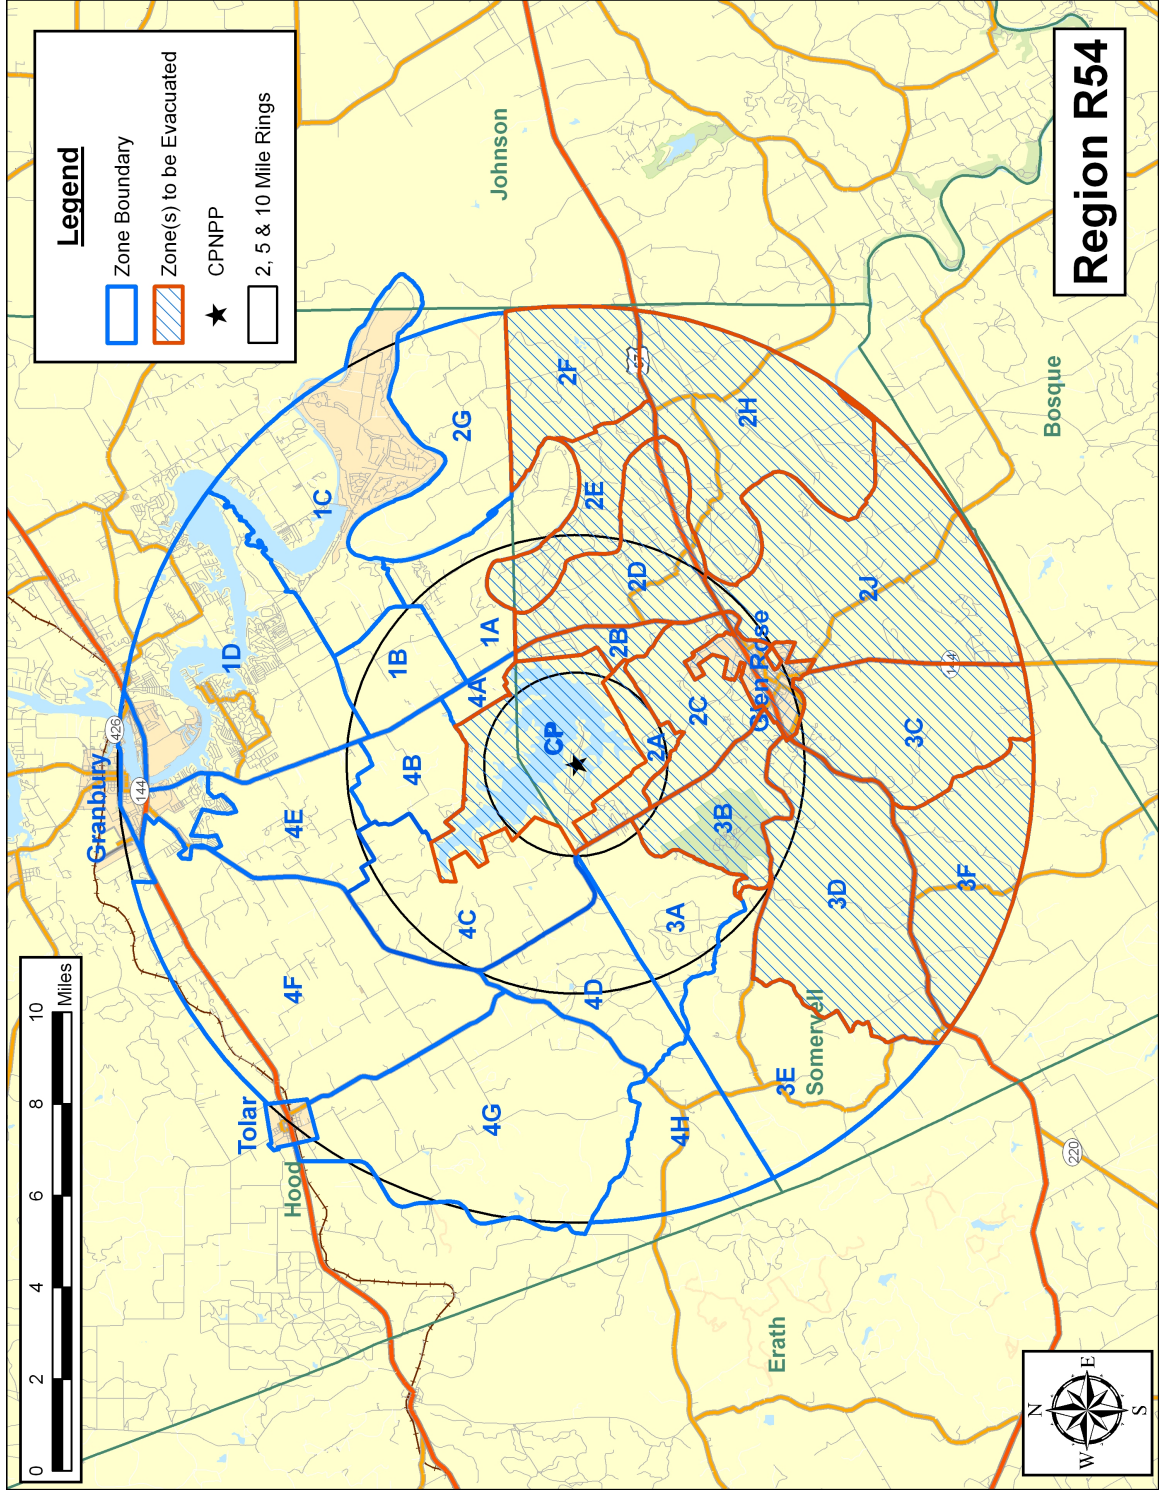 Legend
Zone Boundary
Zone(s) to be Evacuated
CPNPP
2, 5 & 10 Mile Rings
Region R54
0 2 4 6 8 10
Miles
N
W E
S
Granbury
Tolar
Glen Rose
Hood
Johnson
Bosque
Somervell
Erath
426
144
67
144
220
CP
1A
1B
1C
1D
2A
2B
2C
2D
2E
2F
2G
2H
2J
3A
3B
3C
3D
3E
3F
4A
4B
4C
4D
4E
4F
4G
4H